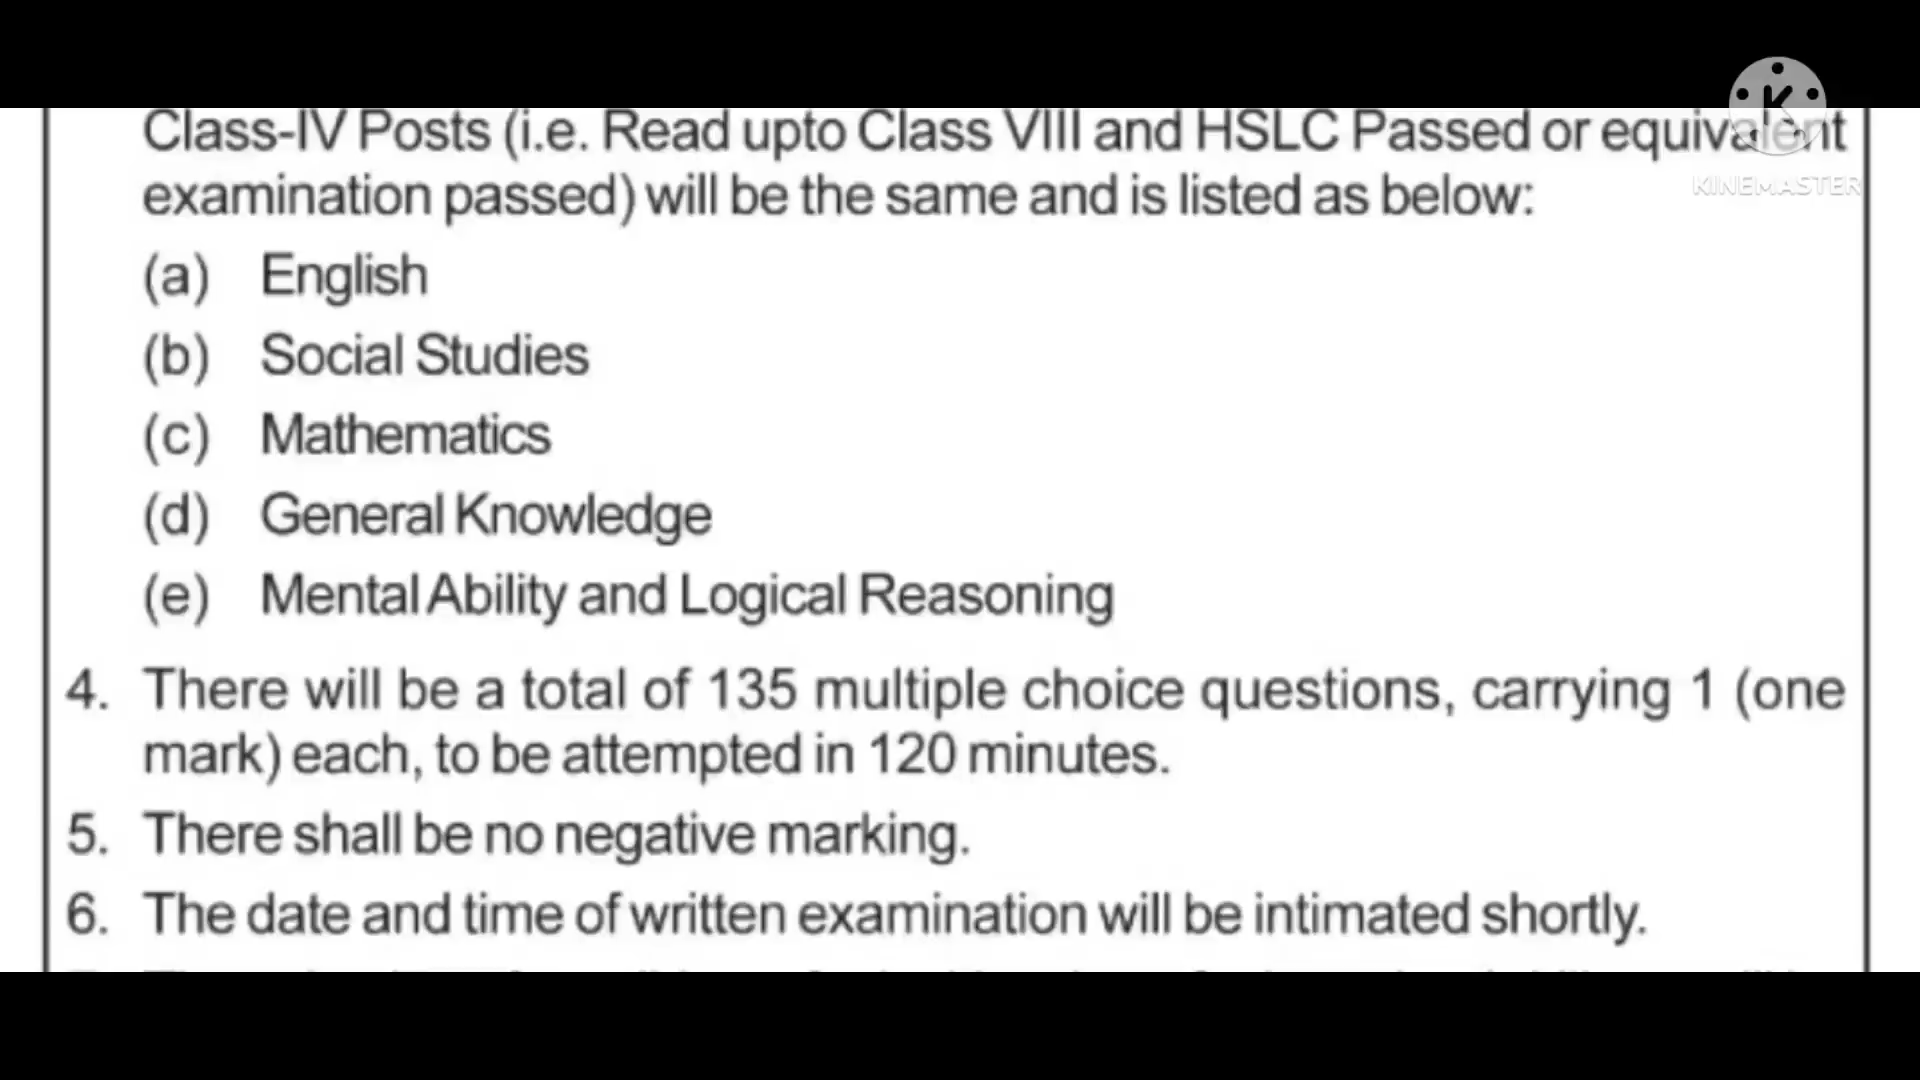 Class-IV Posts (i.e. Read upto Class VIII and HSLC Passed or equivalent
KINEMASTER
examination passed) will be the same and is listed as below:
(a) English
(b) Social Studies
(c) Mathematics
(d) General Knowledge
(e) Mental Ability and Logical Reasoning
4. There will be a total of 135 multiple choice questions, carrying 1 (one
mark) each, to be attempted in 120 minutes.
5. There shall be no negative marking.
6. The date and time of written examination will be intimated shortly.